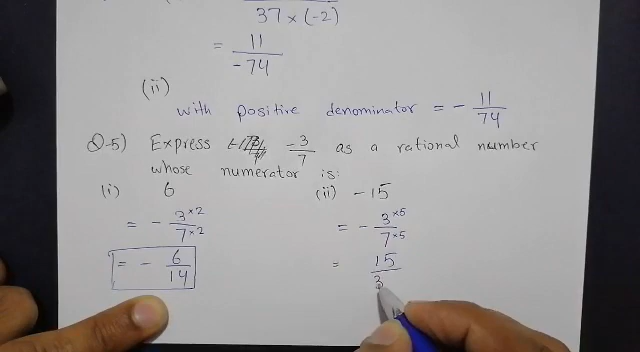 37 × (-2)
= 11/-74
(ii)
with positive denominator = - 11/74
Q-5) Express -3/7 as a rational number
whose numerator is:
(i) 6 (ii) -15
= - 3×2/7×2 = - 3×5/7×5
= - 6/14 = 15/3